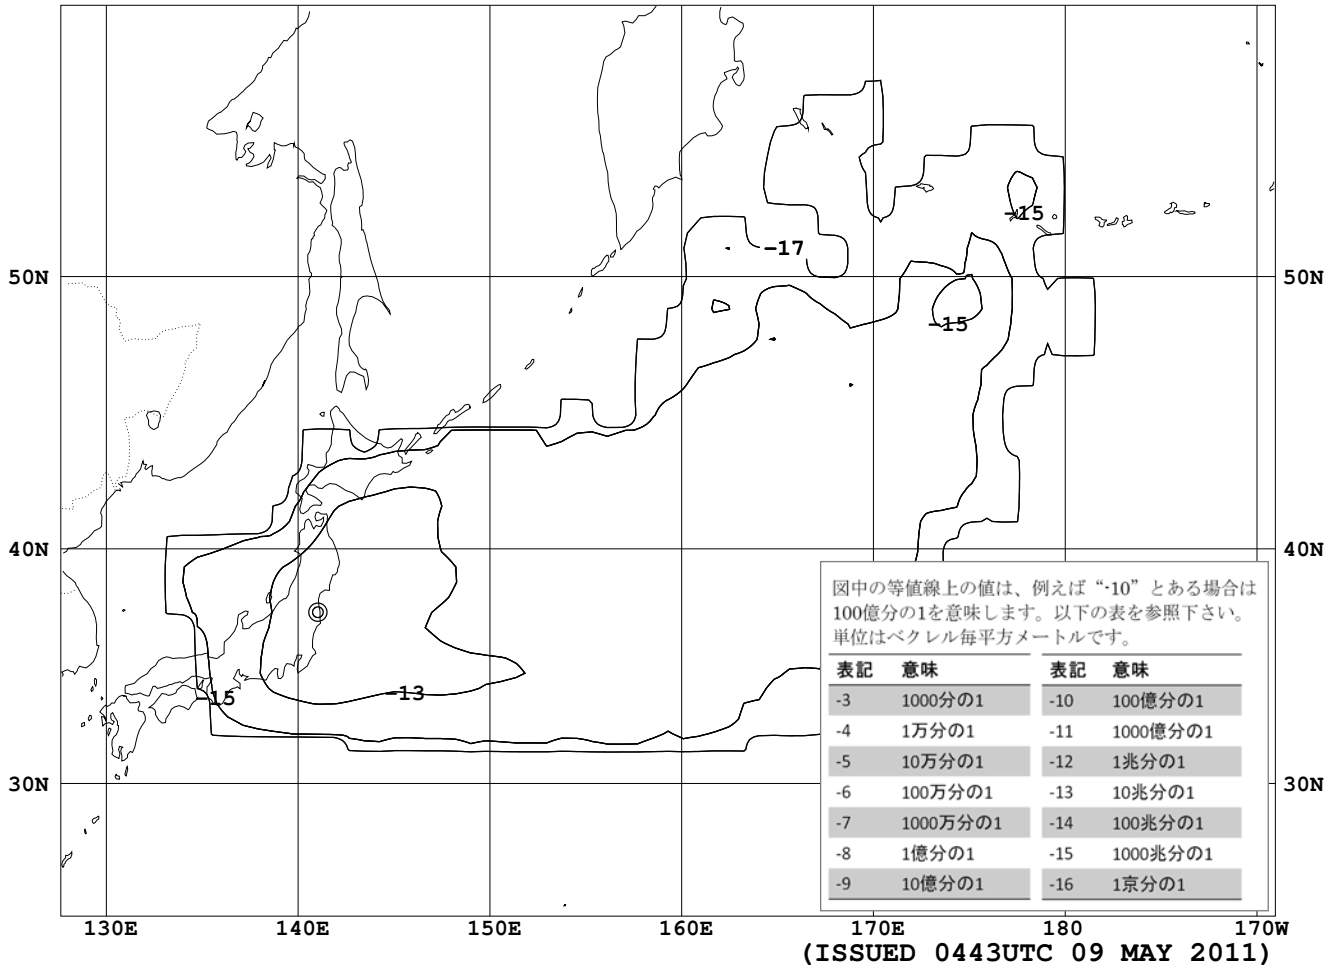 -15
-17
50N
50N
-15
40N
40N
図中の等値線上の値は、例えば“-10”とある場合は
100億分の1を意味します。以下の表を参照下さい。
単位はベクレル毎平方メートルです。
表記 意味 表記 意味
-3 1000分の1 -10 100億分の1
-4 1万分の1 -11 1000億分の1
-5 10万分の1 -12 1兆分の1
-6 100万分の1 -13 10兆分の1
-7 1000万分の1 -14 100兆分の1
-8 1億分の1 -15 1000兆分の1
-9 10億分の1 -16 1京分の1
-15
-13
30N
30N
130E 140E 150E 160E 170E 180 170W
(ISSUED 0443UTC 09 MAY 2011)